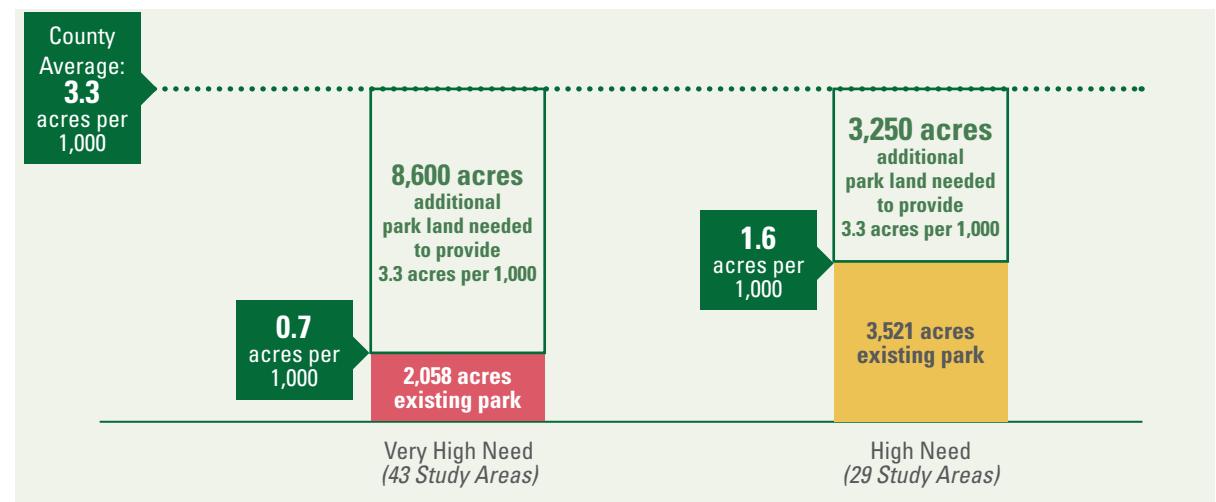 County
Average:
3.3
acres per
1,000
8,600 acres
additional
park land needed
to provide
3.3 acres per 1,000
0.7
acres per
1,000
2,058 acres
existing park
Very High Need
(43 Study Areas)
3,250 acres
additional
park land needed
to provide
3.3 acres per 1,000
1.6
acres per
1,000
3,521 acres
existing park
High Need
(29 Study Areas)